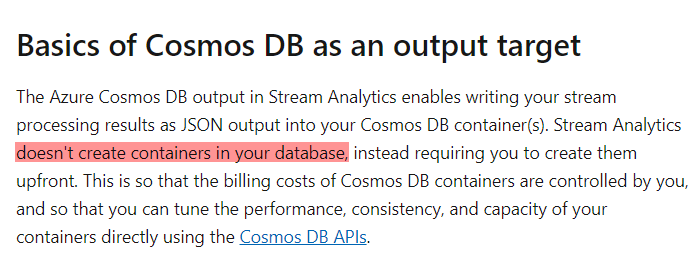 Basics of Cosmos DB as an output target
The Azure Cosmos DB output in Stream Analytics enables writing your stream
processing results as JSON output into your Cosmos DB container(s). Stream Analytics
doesn't create containers in your database, instead requiring you to create them
upfront. This is so that the billing costs of Cosmos DB containers are controlled by you,
and so that you can tune the performance, consistency, and capacity of your
containers directly using the Cosmos DB APIs.